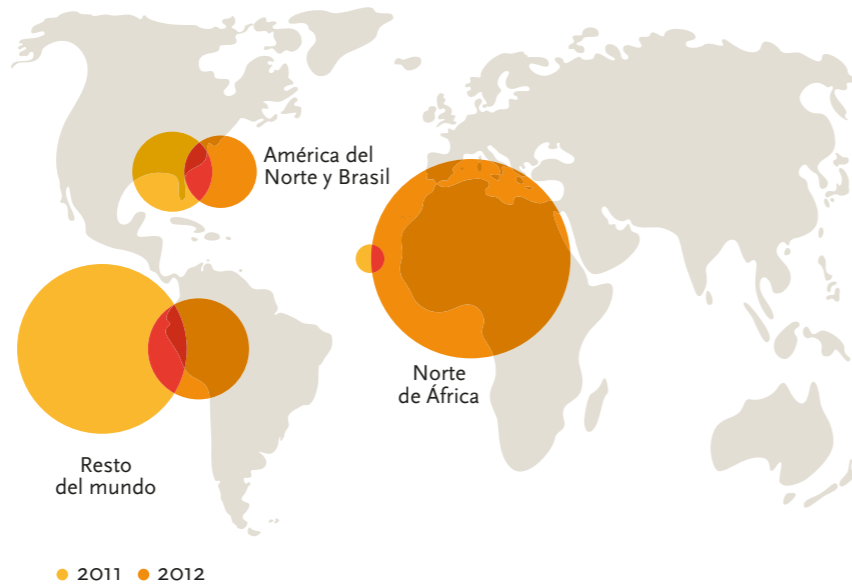 América del
Norte y Brasil
Norte
de África
Resto
del mundo
2011 2012